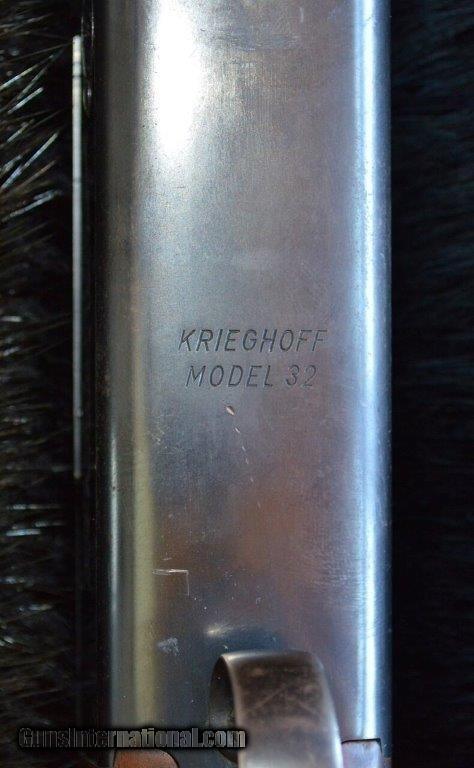 KRIEGHOFF
MODEL 32
GunsInternational.com